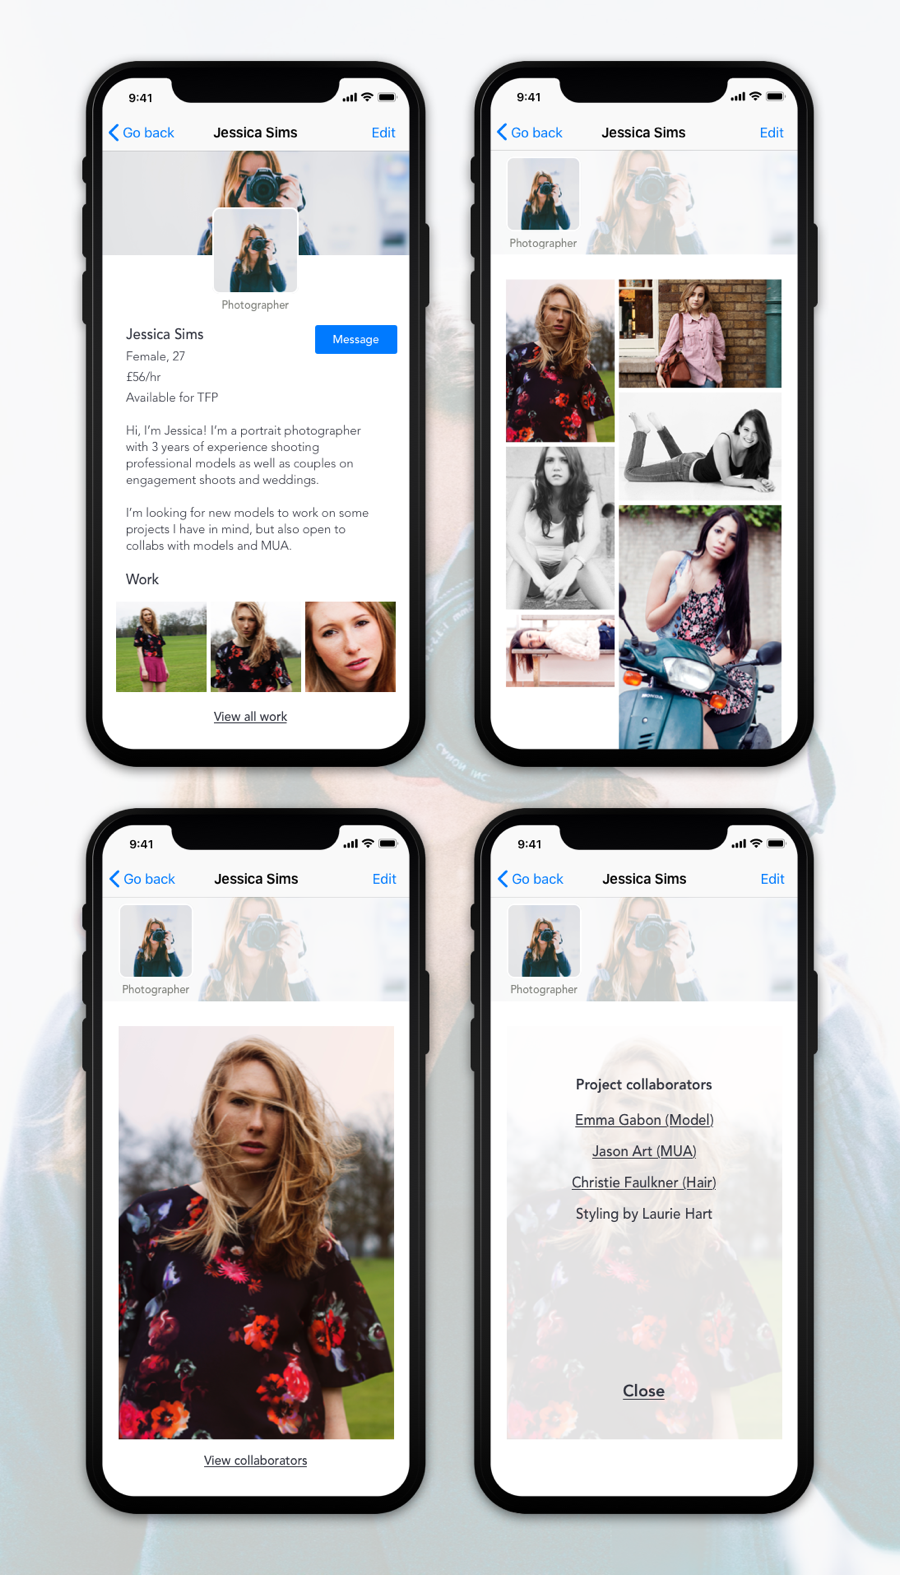 9:41
Go back
Jessica Sims
Edit
Photographer
Jessica Sims
Message
Female, 27
£56/hr
Available for TFP
Hi, I'm Jessica! I'm a portrait photographer
with 3 years of experience shooting
professional models as well as couples on
engagement shoots and weddings.
I'm looking for new models to work on some
projects I have in mind, but also open to
collabs with models and MUA.
Work
View all work
9:41
Go back
Jessica Sims
Edit
Photographer
HONDA
9:41
Go back
Jessica Sims
Edit
Photographer
View collaborators
9:41
Go back
Jessica Sims
Edit
Photographer
Project collaborators
Emma Gabon (Model)
Jason Art (MUA)
Christie Faulkner (Hair)
Styling by Laurie Hart
Close